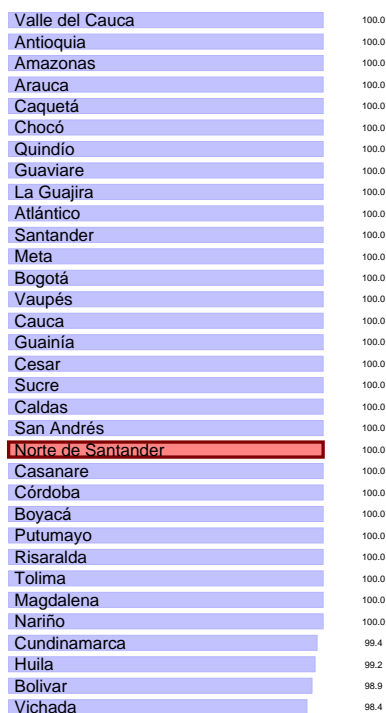 Valle del Cauca 100.0
Antioquia 100.0
Amazonas 100.0
Arauca 100.0
Caquetá 100.0
Chocó 100.0
Quindío 100.0
Guaviare 100.0
La Guajira 100.0
Atlántico 100.0
Santander 100.0
Meta 100.0
Bogotá 100.0
Vaupés 100.0
Cauca 100.0
Guainía 100.0
Cesar 100.0
Sucre 100.0
Caldas 100.0
San Andrés 100.0
Norte de Santander 100.0
Casanare 100.0
Córdoba 100.0
Boyacá 100.0
Putumayo 100.0
Risaralda 100.0
Tolima 100.0
Magdalena 100.0
Nariño 100.0
Cundinamarca 99.4
Huila 99.2
Bolivar 98.9
Vichada 98.4